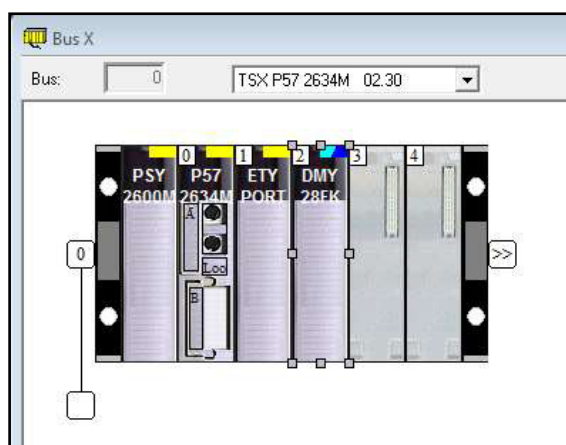 Bus X
Bus: 0 TSX P57 2634M 02.30
0 1 2 3 4
PSY P57 ETY DMY
2600M 2634M PORT 28FK
A
Loo
B
0 >>